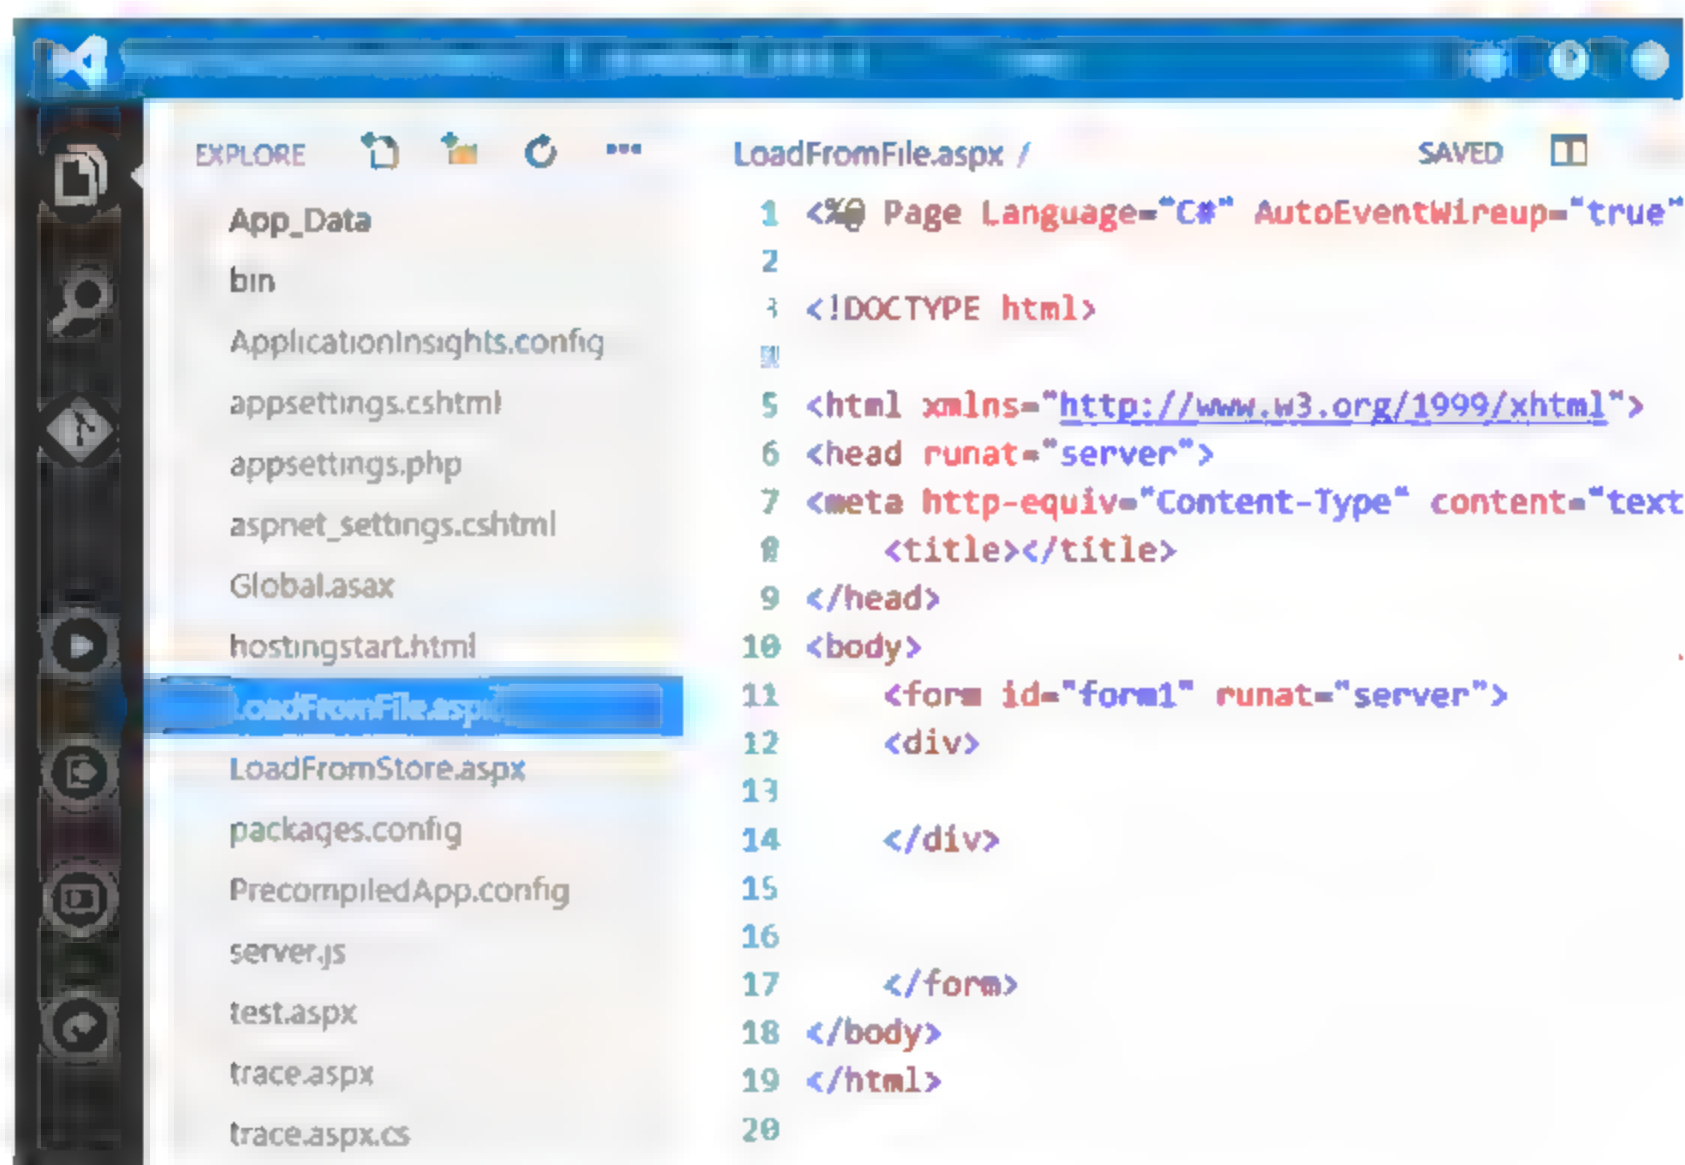 EXPLORE
App_Data
bin
ApplicationInsights.config
appsettings.cshtml
appsettings.php
aspnet_settings.cshtml
Global.asax
hostingstart.html
LoadFromFile.aspx
LoadFromStore.aspx
packages.config
PrecompiledApp.config
server.js
test.aspx
trace.aspx
trace.aspx.cs
LoadFromFile.aspx /
SAVED
1 <%@ Page Language="C#" AutoEventWireup="true"
2
3 <!DOCTYPE html>
5 <html xmlns="http://www.w3.org/1999/xhtml">
6 <head runat="server">
7 <meta http-equiv="Content-Type" content="text
8 <title></title>
9 </head>
10 <body>
11 <form id="form1" runat="server">
12 <div>
13
14 </div>
15
16
17 </form>
18 </body>
19 </html>
20